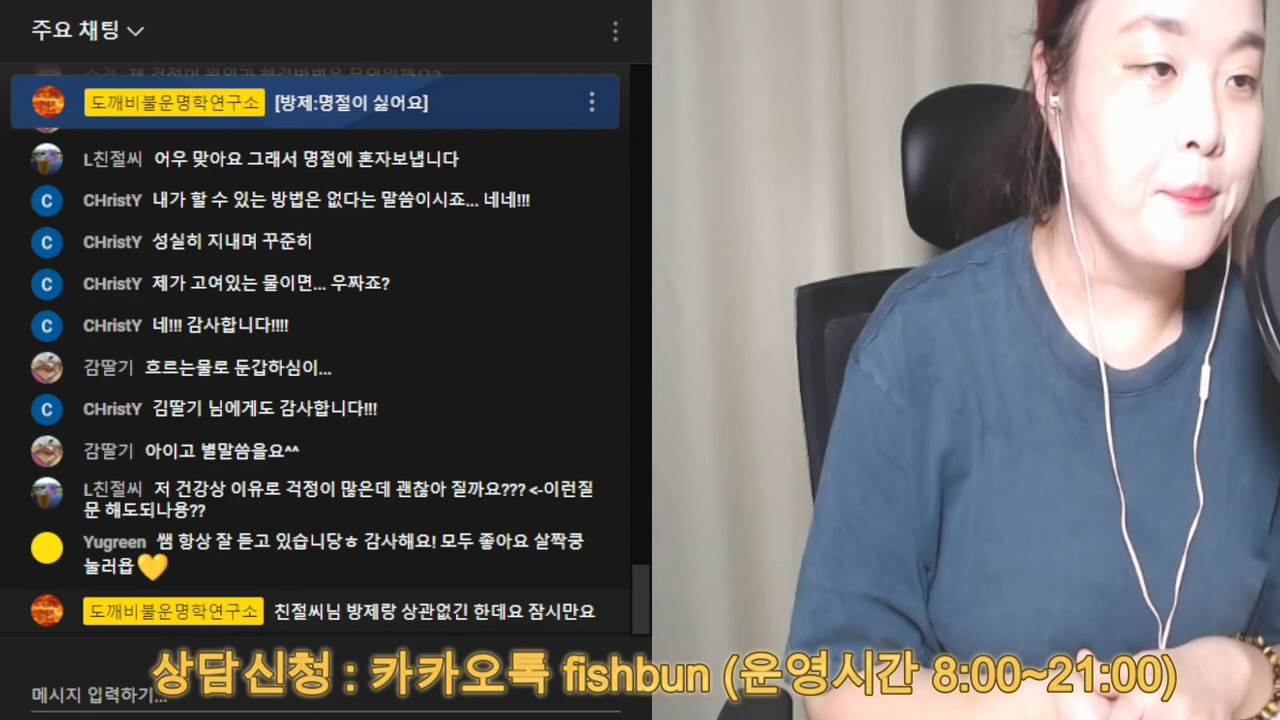 주요 채팅
도깨비불운명학연구소 [방제:명절이 싫어요]
L친절씨 어우 맞아요 그래서 명절에 혼자보냅니다
CHristY 내가 할 수 있는 방법은 없다는 말씀이시죠... 네네!!!
CHristY 성실히 지내며 꾸준히
CHristY 제가 고여있는 물이면... 우짜죠?
CHristY 네!!! 감사합니다!!!!
감딸기 흐르는물로 둔갑하심이...
CHristY 김딸기 님에게도 감사합니다!!!
감딸기 아이고 별말씀을요^^
L친절씨 저 건강상 이유로 걱정이 많은데 괜찮아 질까요??? <-이런질
문 해도되나용??
Yugreen 쌤 항상 잘 듣고 있습니당ㅎ 감사해요! 모두 좋아요 살짝쿵
눌러욥💛
도깨비불운명학연구소 친절씨님 방제랑 상관없긴 한데요 잠시만요
상담신청 : 카카오톡 fishbun (운영시간 8:00~21:00)
메시지 입력하기...